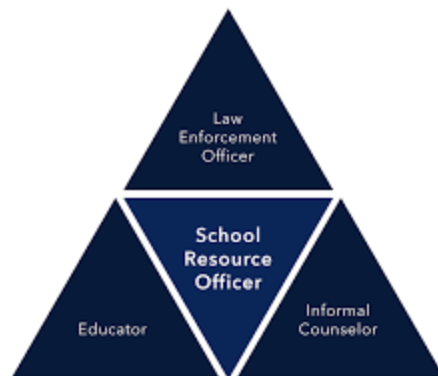 Law
Enforcement
Officer
School
Resource
Officer
Educator
Informal
Counselor